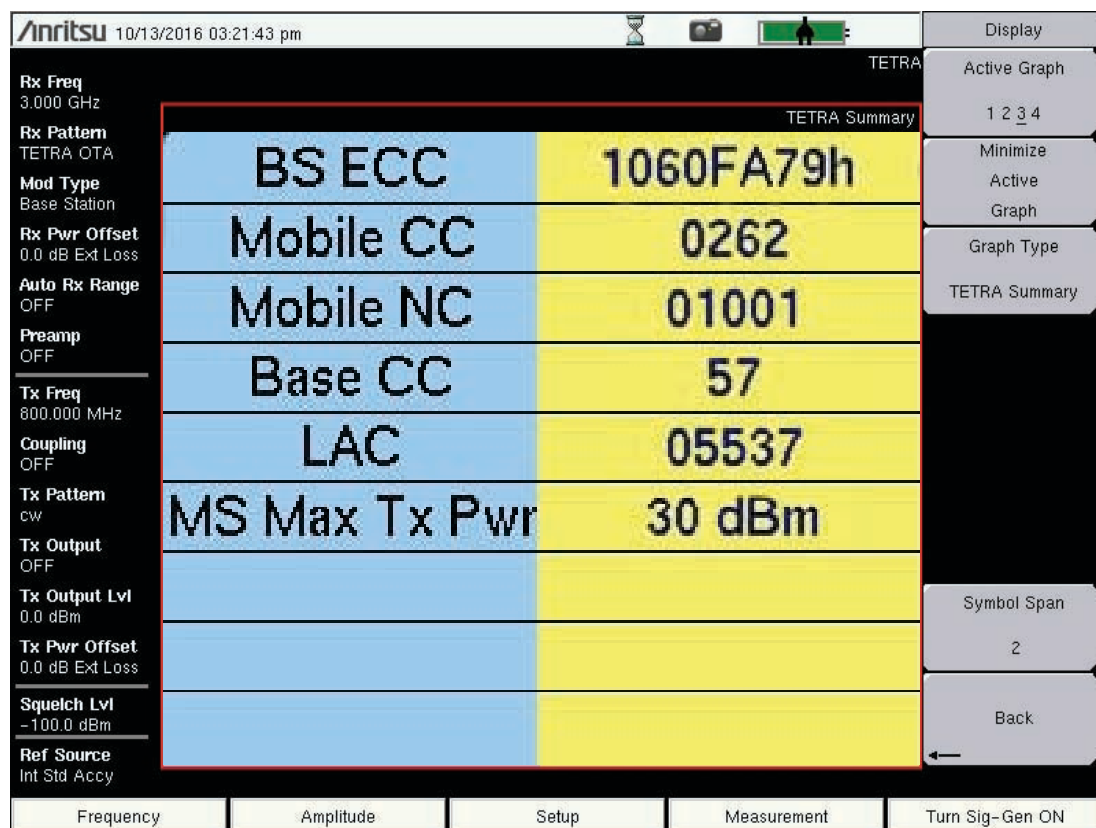 Anritsu 10/13/2016 03:21:43 pm
TETRA
Rx Freq
3.000 GHz
Rx Pattern
TETRA OTA
Mod Type
Base Station
Rx Pwr Offset
0.0 dB Ext Loss
Auto Rx Range
OFF
Preamp
OFF
Tx Freq
800.000 MHz
Coupling
OFF
Tx Pattern
CW
Tx Output
OFF
Tx Output Lvl
0.0 dBm
Tx Pwr Offset
0.0 dB Ext Loss
Squelch Lvl
-100.0 dBm
Ref Source
Int Std Accy
TETRA Summary
BS ECC 1060FA79h
Mobile CC 0262
Mobile NC 01001
Base CC 57
LAC 05537
MS Max Tx Pwr 30 dBm
Display
Active Graph
1 2 3 4
Minimize
Active
Graph
Graph Type
TETRA Summary
Symbol Span
2
Back
Frequency Amplitude Setup Measurement Turn Sig-Gen ON